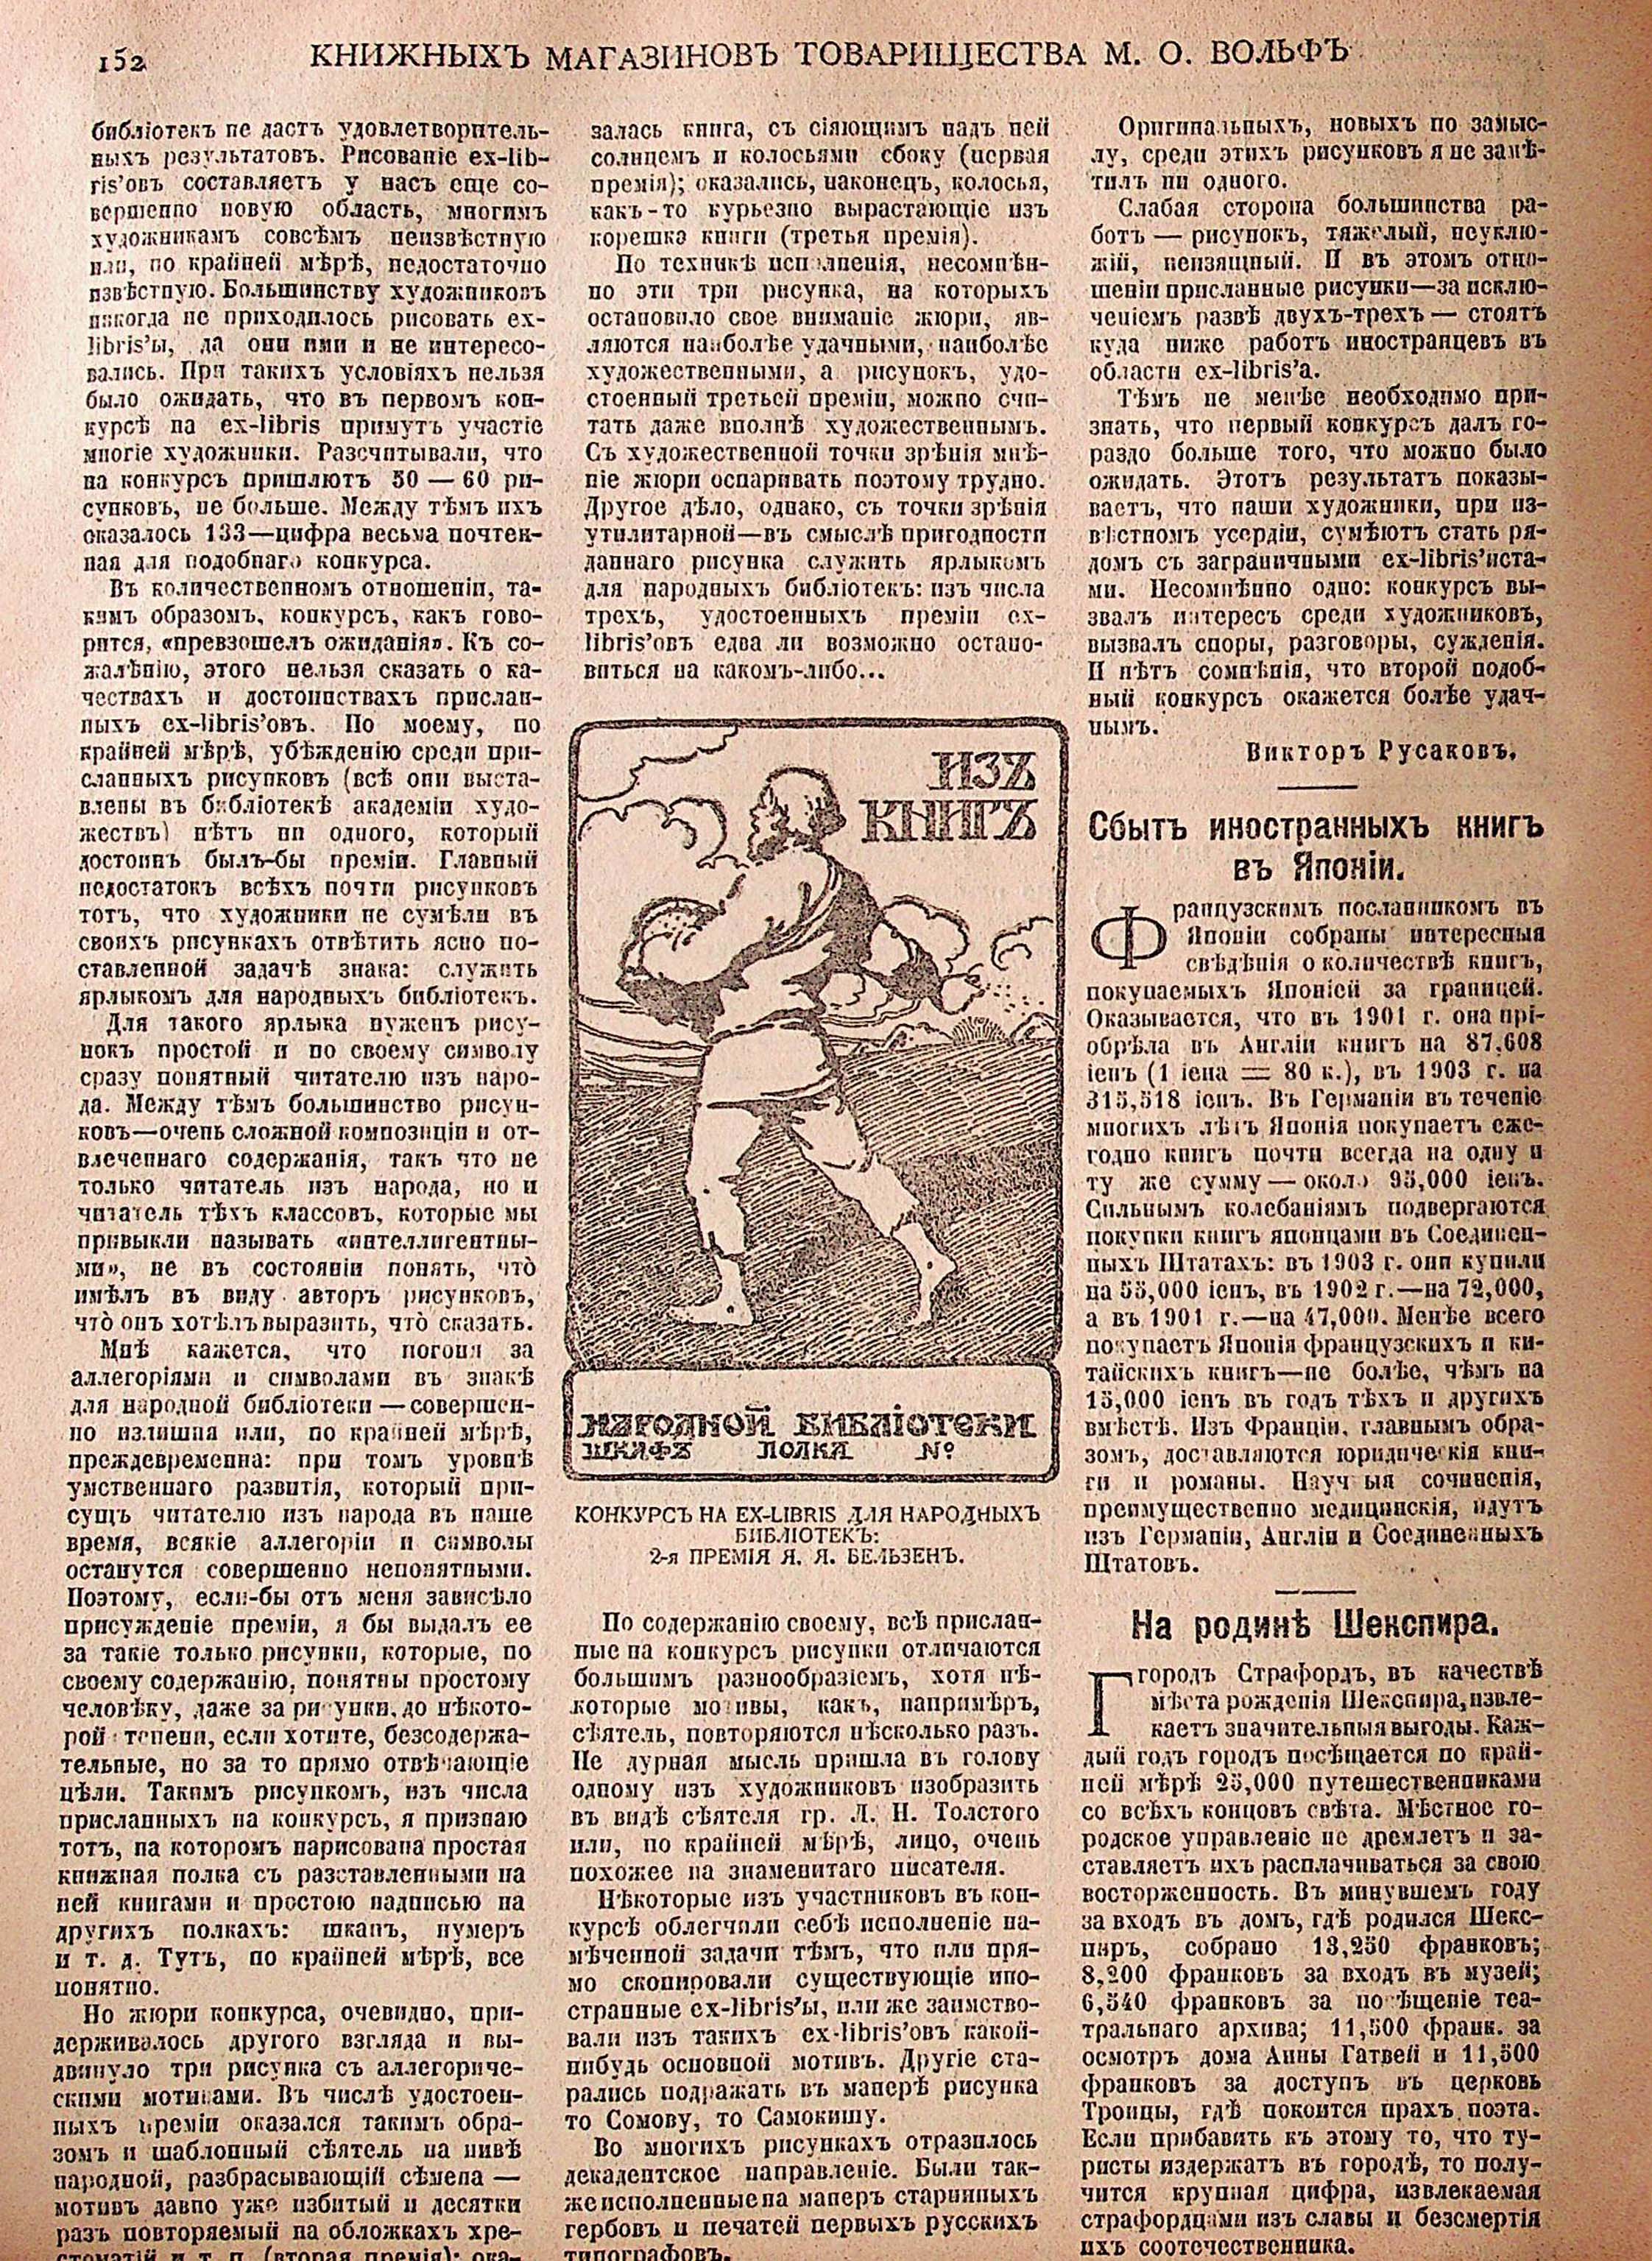 152
КНИЖНЫХЪ МАГАЗИНОВЪ ТОВАРИЩЕСТВА М. О. ВОЛЬФЪ
библіотекъ не дастъ удовлетворитель-
ныхъ результатовъ. Рисованіе ex-lib-
ris’овъ составляетъ у насъ еще со-
вершенно новую область, многимъ
художникамъ совсѣмъ неизвѣстную
или, по крайней мѣрѣ, недостаточно
извѣстную. Большинству художниковъ
никогда не приходилось рисовать ex-
libris’ы, да они ими и не интересо-
вались. При такихъ условіяхъ нельзя
было ожидать, что въ первомъ кон-
курсѣ на ex-libris примутъ участіе
многіе художники. Разсчитывали, что
на конкурсъ пришлютъ 50 — 60 ри-
сунковъ, не больше. Между тѣмъ ихъ
оказалось 133—цифра весьма почтен-
ная для подобнаго конкурса.
Въ количественномъ отношеніи, та-
кимъ образомъ, конкурсъ, какъ гово-
рится, «превзошелъ ожиданія». Къ со-
жалѣнію, этого нельзя сказать о ка-
чествахъ и достоинствахъ прислан-
ныхъ ex-libris’овъ. По моему, по
крайней мѣрѣ, убѣжденію среди при-
сланныхъ рисунковъ (всѣ они выста-
влены въ библіотекѣ академіи худо-
жествъ) нѣтъ ни одного, который
достоинъ былъ-бы преміи. Главный
недостатокъ всѣхъ почти рисунковъ
тотъ, что художники не сумѣли въ
своихъ рисункахъ отвѣтить ясно по-
ставленной задачѣ знака: служить
ярлыкомъ для народныхъ библіотекъ.
Для такого ярлыка нуженъ рису-
нокъ простой и по своему символу
сразу понятный читателю изъ наро-
да. Между тѣмъ большинство рисун-
ковъ—очень сложной композиціи и от-
влеченнаго содержанія, такъ что не
только читатель изъ народа, но и
читатель тѣхъ классовъ, которые мы
привыкли называть «интеллигентны-
ми», не въ состояніи понять, что̀
имѣлъ въ виду авторъ рисунковъ,
что̀ онъ хотѣлъ выразить, что̀ сказать.
Мнѣ кажется, что погоня за
аллегоріями и символами въ знакѣ
для народной библіотеки — совершен-
но излишня или, по крайней мѣрѣ,
преждевременна: при томъ уровнѣ
умственнаго развитія, который при-
сущъ читателю изъ народа въ наше
время, всякіе аллегоріи и символы
останутся совершенно непонятными.
Поэтому, если-бы отъ меня зависѣло
присужденіе преміи, я бы выдалъ ее
за такіе только рисунки, которые, по
своему содержанію, понятны простому
человѣку, даже за рисунки, до нѣкото-
рой степени, если хотите, безсодержа-
тельные, но за то прямо отвѣчающіе
цѣли. Такимъ рисункомъ, изъ числа
присланныхъ на конкурсъ, я признаю
тотъ, на которомъ нарисована простая
книжная полка съ разставленными на
ней книгами и простою надписью на
другихъ полкахъ: шкапъ, нумеръ
и т. д. Тутъ, по крайней мѣрѣ, все
понятно.
Но жюри конкурса, очевидно, при-
держивалось другого взгляда и вы-
двинуло три рисунка съ аллегориче-
скими мотивами. Въ числѣ удостоен-
ныхъ преміи оказался такимъ обра-
зомъ и шаблонный сѣятель на нивѣ
народной, разбрасывающій сѣмена —
мотивъ давно уже избитый и десятки
разъ повторяемый на обложкахъ хре-
стоматій и т. п. (вторая премія); ока-
залась книга, съ сіяющимъ надъ ней
солнцемъ и колосьями сбоку (первая
премія); оказались, наконецъ, колосья,
какъ-то курьезно вырастающіе изъ
корешка книги (третья премія).
По техникѣ исполненія, несомнѣн-
но эти три рисунка, на которыхъ
остановило свое вниманіе жюри, яв-
ляются наиболѣе удачными, наиболѣе
художественными, а рисунокъ, удо-
стоенный третьей преміи, можно счи-
тать даже вполнѣ художественнымъ.
Съ художественной точки зрѣнія мнѣ-
ніе жюри оспаривать поэтому трудно.
Другое дѣло, однако, съ точки зрѣнія
утилитарной—въ смыслѣ пригодности
даннаго рисунка служить ярлыкомъ
для народныхъ библіотекъ: изъ числа
трехъ, удостоенныхъ преміи ex-
libris’овъ едва ли возможно остано-
виться на какомъ-либо...
ИЗЪ
КНИГЪ
НАРОДНОЙ БИБЛІОТЕКИ
ШКАФЪ ПОЛКА №
КОНКУРСЪ НА EX-LIBRIS ДЛЯ НАРОДНЫХЪ
БИБЛІОТЕКЪ:
2-я ПРЕМІЯ Я. Я. БЕЛЬЗЕНЪ.
По содержанію своему, всѣ прислан-
ные на конкурсъ рисунки отличаются
большимъ разнообразіемъ, хотя нѣ-
которые мотивы, какъ, напримѣръ,
сѣятель, повторяются нѣсколько разъ.
Не дурная мысль пришла въ голову
одному изъ художниковъ изобразить
въ видѣ сѣятеля гр. Л. Н. Толстого
или, по крайней мѣрѣ, лицо, очень
похожее на знаменитаго писателя.
Нѣкоторые изъ участниковъ въ кон-
курсѣ облегчили себѣ исполненіе на-
мѣченной задачи тѣмъ, что или пря-
мо скопировали существующіе ино-
странные ex-libris’ы, или же заимство-
вали изъ такихъ ex-libris’овъ какой-
нибудь основной мотивъ. Другіе ста-
рались подражать въ манерѣ рисунка
то Сомову, то Самокишу.
Во многихъ рисункахъ отразилось
декадентское направленіе. Были так-
же исполненные на манеръ старинныхъ
гербовъ и печатей первыхъ русскихъ
типографовъ.
Оригинальныхъ, новыхъ по замыс-
лу, среди этихъ рисунковъ я не замѣ-
тилъ ни одного.
Слабая сторона большинства ра-
ботъ — рисунокъ, тяжелый, неуклю-
жій, неизящный. И въ этомъ отно-
шеніи присланные рисунки—за исклю-
ченіемъ развѣ двухъ-трехъ — стоятъ
куда ниже работъ иностранцевъ въ
области ex-libris’а.
Тѣмъ не менѣе необходимо при-
знать, что первый конкурсъ далъ го-
раздо больше того, что можно было
ожидать. Этотъ результатъ показы-
ваетъ, что наши художники, при из-
вѣстномъ усердіи, сумѣютъ стать ря-
домъ съ заграничными ex-libris’иста-
ми. Несомнѣнно одно: конкурсъ вы-
звалъ интересъ среди художниковъ,
вызвалъ споры, разговоры, сужденія.
И нѣтъ сомнѣнія, что второй подоб-
ный конкурсъ окажется болѣе удач-
нымъ.
Викторъ Русаковъ.
Сбытъ иностранныхъ книгъ
въ Японіи.
Французскимъ посланникомъ въ
Японіи собраны интересныя
свѣдѣнія о количествѣ книгъ,
покупаемыхъ Японіей за границей.
Оказывается, что въ 1901 г. она прі-
обрѣла въ Англіи книгъ на 87,608
іенъ (1 іена = 80 к.), въ 1903 г. на
315,518 іенъ. Въ Германіи въ теченіе
многихъ лѣтъ Японія покупаетъ еже-
годно книгъ почти всегда на одну и
ту же сумму — около 95,000 іенъ.
Сильнымъ колебаніямъ подвергаются
покупки книгъ японцами въ Соединен-
ныхъ Штатахъ: въ 1903 г. они купили
на 55,000 іенъ, въ 1902 г.—на 72,000,
а въ 1901 г.—на 47,000. Менѣе всего
покупаетъ Японія французскихъ и ки-
тайскихъ книгъ—не болѣе, чѣмъ на
15,000 іенъ въ годъ тѣхъ и другихъ
вмѣстѣ. Изъ Франціи, главнымъ обра-
зомъ, доставляются юридическія кни-
ги и романы. Научныя сочиненія,
преимущественно медицинскія, идутъ
изъ Германіи, Англіи и Соединенныхъ
Штатовъ.
На родинѣ Шекспира.
Городъ Страфордъ, въ качествѣ
мѣста рожденія Шекспира, извле-
каетъ значительныя выгоды. Каж-
дый годъ городъ посѣщается по край-
ней мѣрѣ 25,000 путешественниками
со всѣхъ концовъ свѣта. Мѣстное го-
родское управленіе не дремлетъ и за-
ставляетъ ихъ расплачиваться за свою
восторженность. Въ минувшемъ году
за входъ въ домъ, гдѣ родился Шекс-
пиръ, собрано 13,250 франковъ;
8,200 франковъ за входъ въ музей;
6,540 франковъ за посѣщеніе теа-
тральнаго архива; 11,500 франк. за
осмотръ дома Анны Гатвей и 11,500
франковъ за доступъ въ церковь
Троицы, гдѣ покоится прахъ поэта.
Если прибавить къ этому то, что ту-
ристы издержатъ въ городѣ, то полу-
чится крупная цифра, извлекаемая
страфордцами изъ славы и безсмертія
ихъ соотечественника.